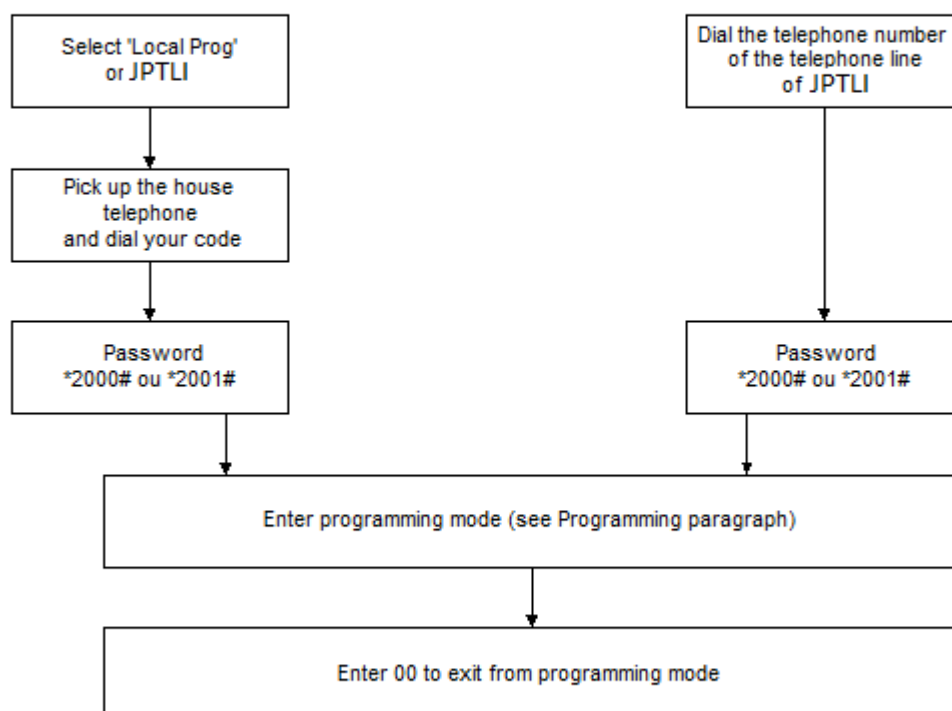 Select 'Local Prog'
or JPTLI
Dial the telephone number
of the telephone line
of JPTLI
Pick up the house
telephone
and dial your code
Password
*2000# ou *2001#
Password
*2000# ou *2001#
Enter programming mode (see Programming paragraph)
Enter 00 to exit from programming mode